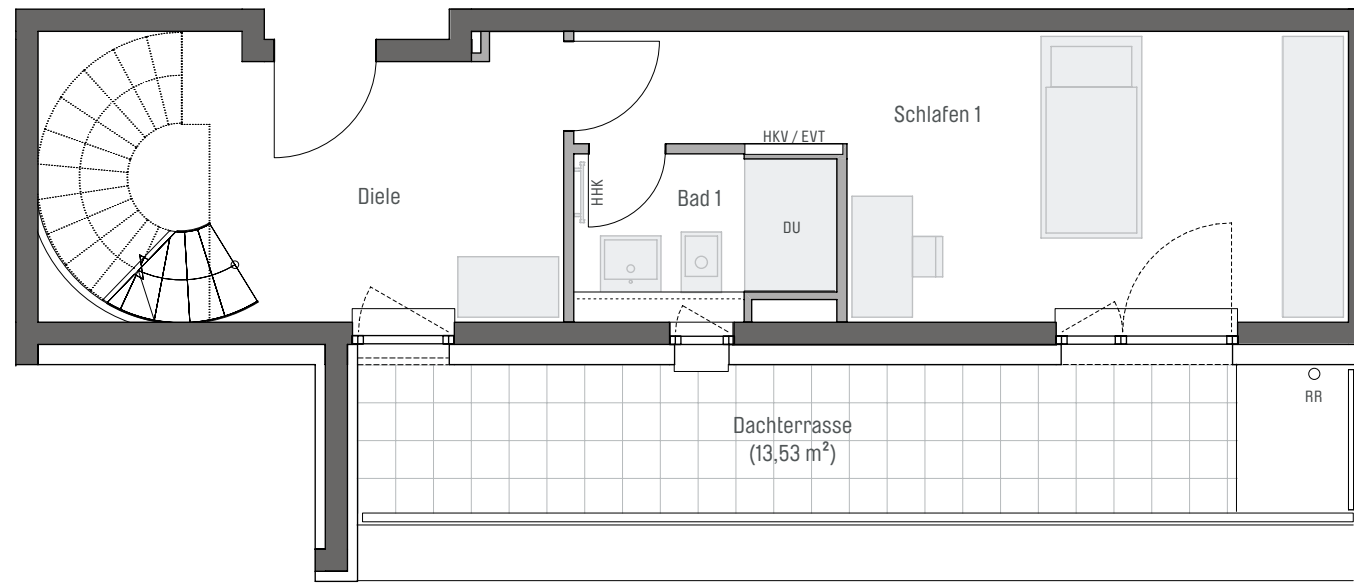 Schlafen 1
HKV / EVT
HHK
Bad 1
Diele
DU
RR
Dachterrasse
(13,53 m²)